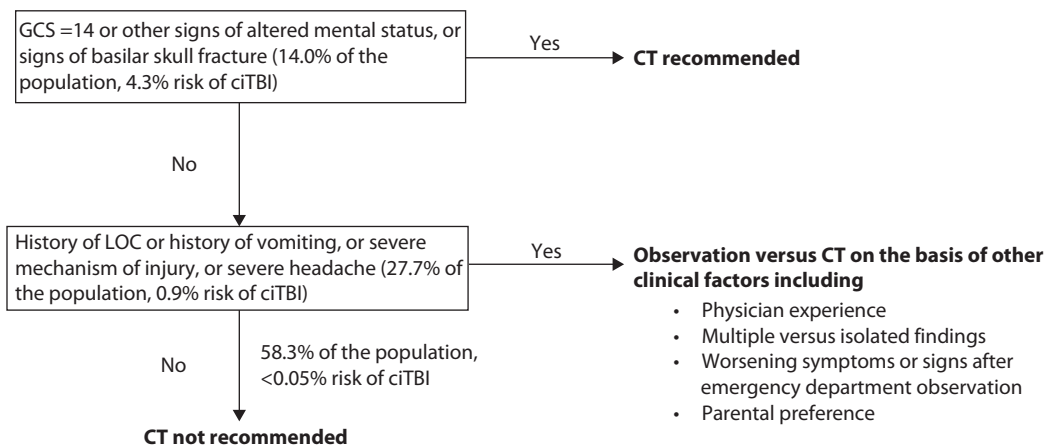 GCS =14 or other signs of altered mental status, or
signs of basilar skull fracture (14.0% of the
population, 4.3% risk of ciTBI)
Yes
CT recommended
No
History of LOC or history of vomiting, or severe
mechanism of injury, or severe headache (27.7% of
the population, 0.9% risk of ciTBI)
Yes
Observation versus CT on the basis of other
clinical factors including
• Physician experience
• Multiple versus isolated findings
• Worsening symptoms or signs after
emergency department observation
• Parental preference
No
58.3% of the population,
<0.05% risk of ciTBI
CT not recommended